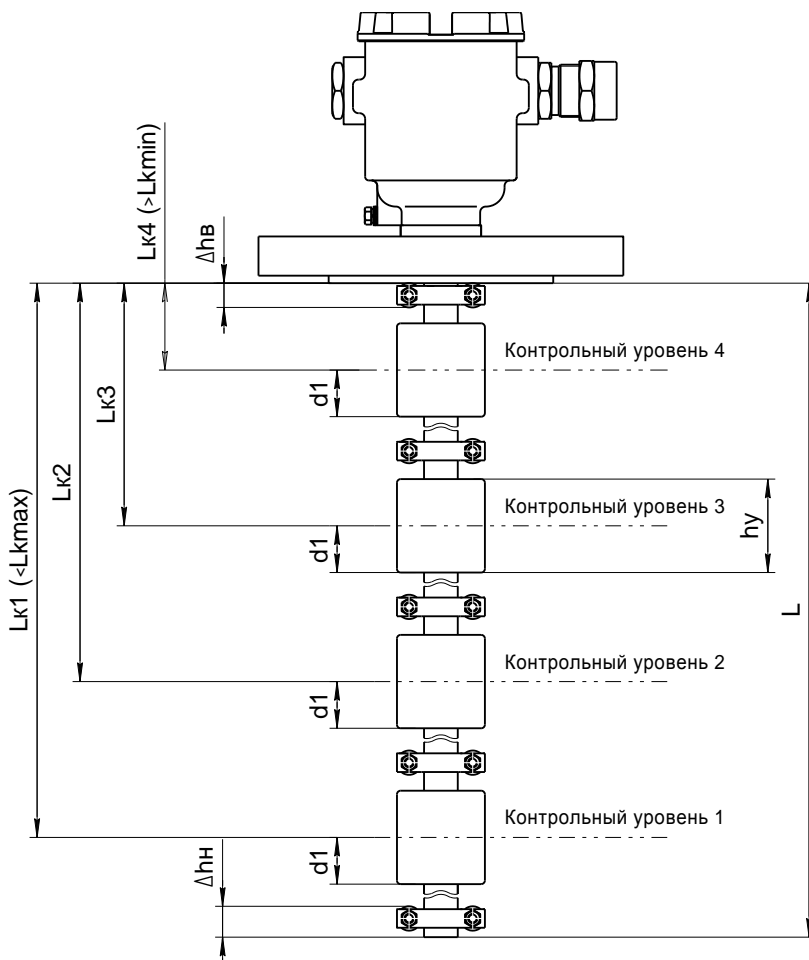 Lк4 (>Lkmin)
Δhв
Контрольный уровень 4
d1
Lк3
Lк2
Lк1 (<Lkmax)
Контрольный уровень 3
hy
d1
L
Контрольный уровень 2
d1
Контрольный уровень 1
d1
Δhн